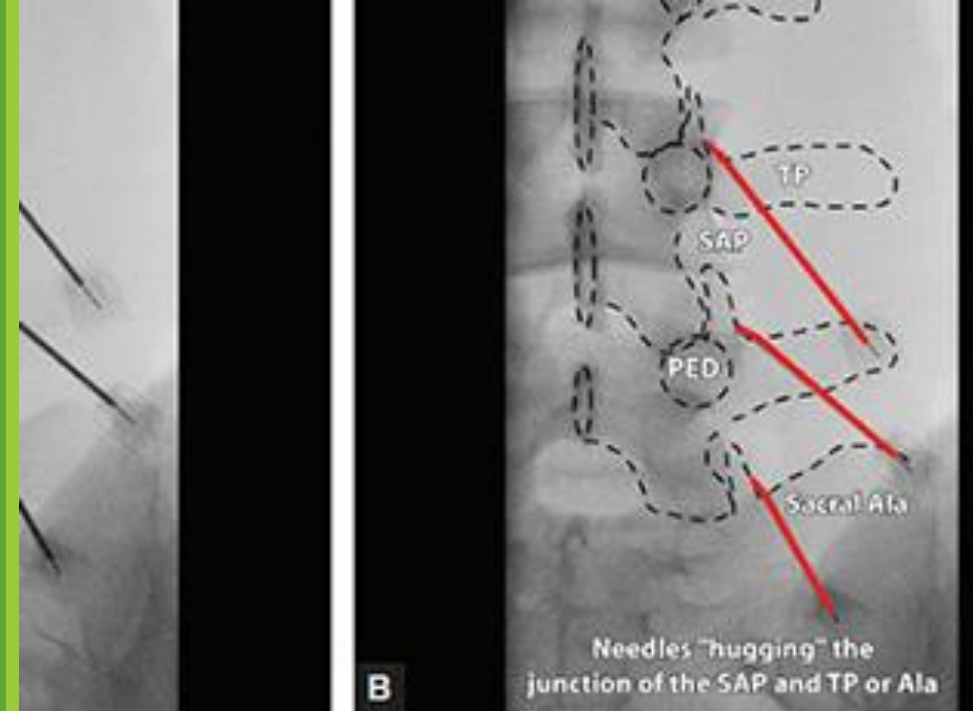 TP
SAP
PED
Sacral Ala
Needles "hugging" the
junction of the SAP and TP or Ala
B